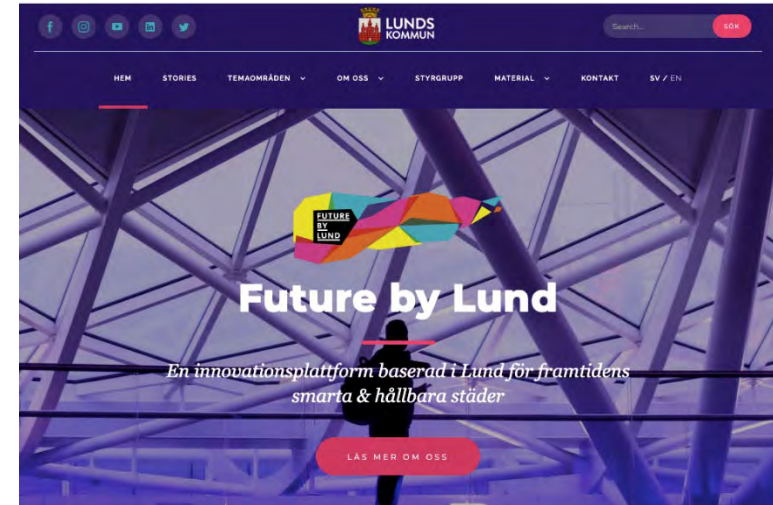 LUNDS
KOMMUN
Search...
SÖK
HEM
STORIES
TEMAOMRÅDEN
OM OSS
STYRGRUPP
MATERIAL
KONTAKT
SV / EN
FUTURE
BY
LUND
Future by Lund
En innovationsplattform baserad i Lund för framtidens
smarta & hållbara städer
LÄS MER OM OSS